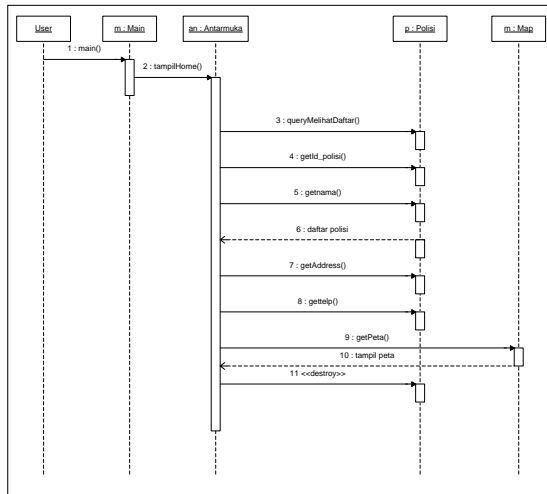 User
m : Main
an : Antarmuka
p : Polisi
m : Map
1 : main()
2 : tampilHome()
3 : queryMelihatDaftar()
4 : getId_polisi()
5 : getnama()
6 : daftar polisi
7 : getAddress()
8 : gettelp()
9 : getPeta()
10 : tampil peta
11 <<destroy>>